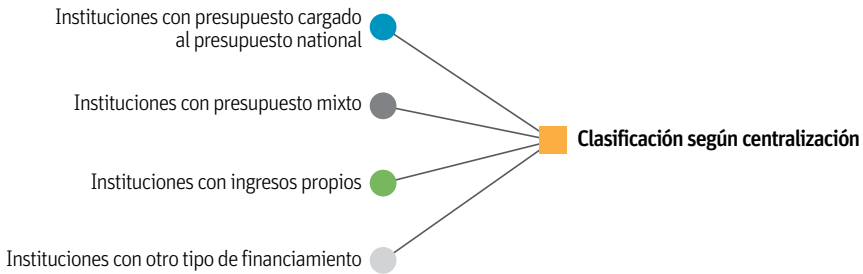 Instituciones con presupuesto cargado
al presupuesto national
Instituciones con presupuesto mixto
Clasificación según centralización
Instituciones con ingresos propios
Instituciones con otro tipo de financiamiento